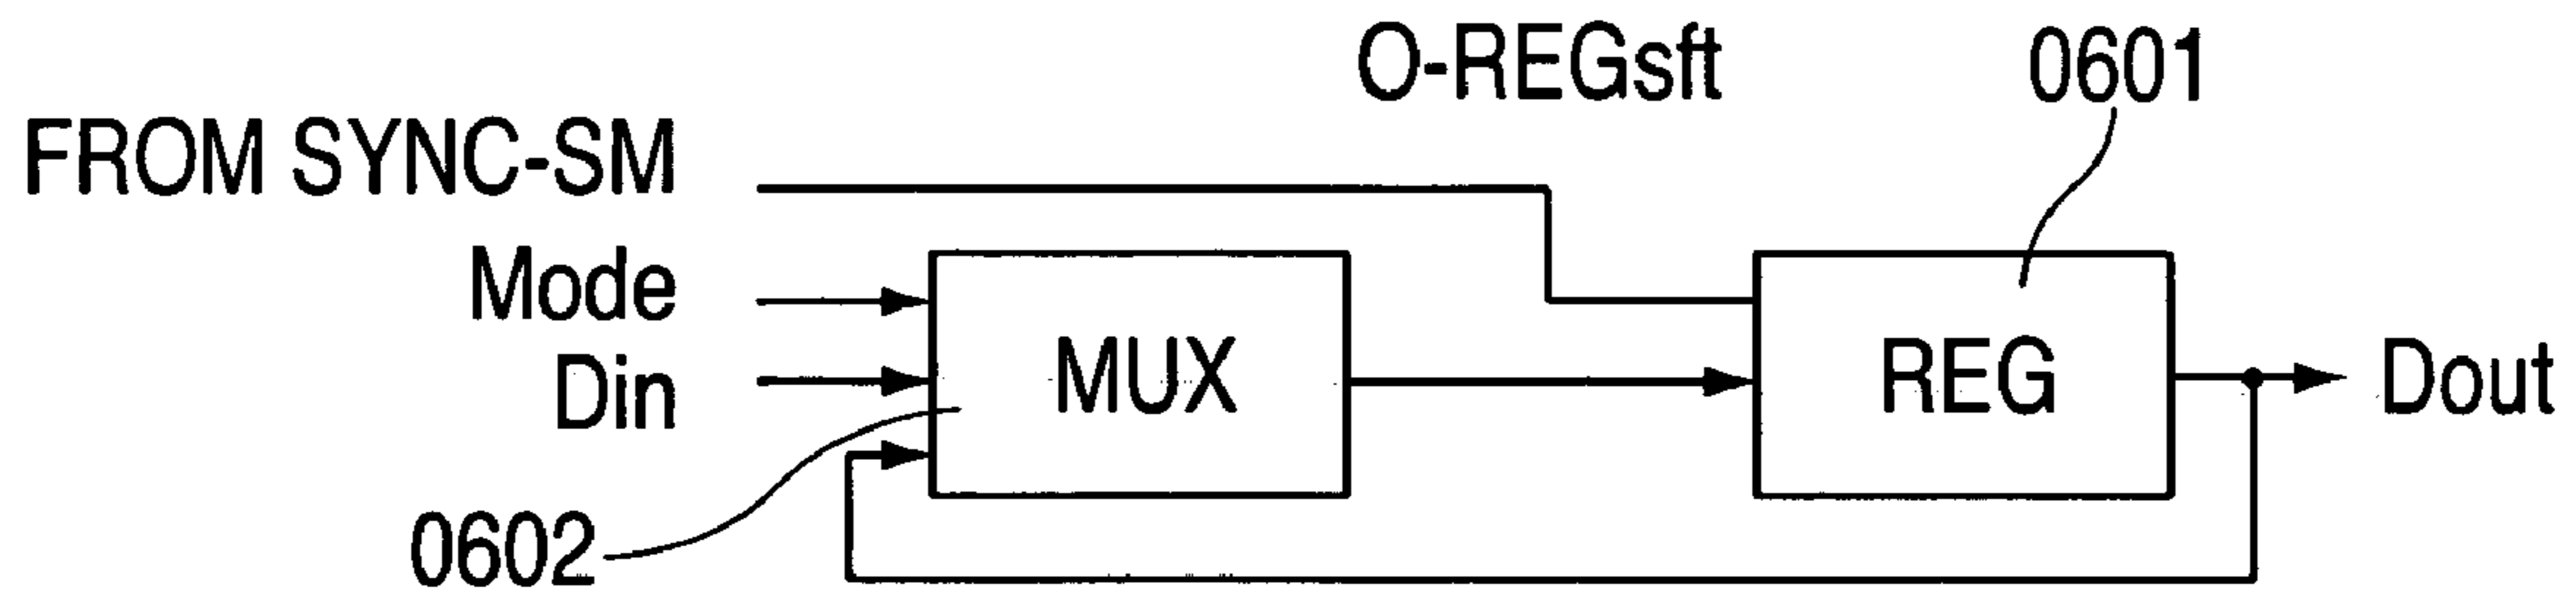 O-REGsft
0601
FROM SYNC-SM
Mode
Din
MUX
REG
Dout
0602